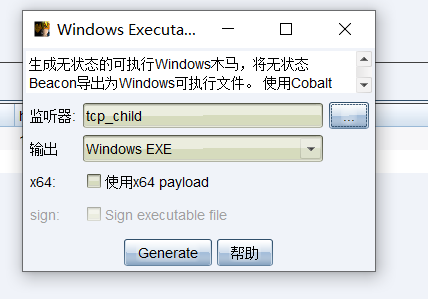 Windows Executa...
生成无状态的可执行Windows木马，将无状态
Beacon导出为Windows可执行文件。 使用Cobalt
监听器: tcp_child ...
输出 Windows EXE
x64: 使用x64 payload
sign: Sign executable file
Generate 帮助